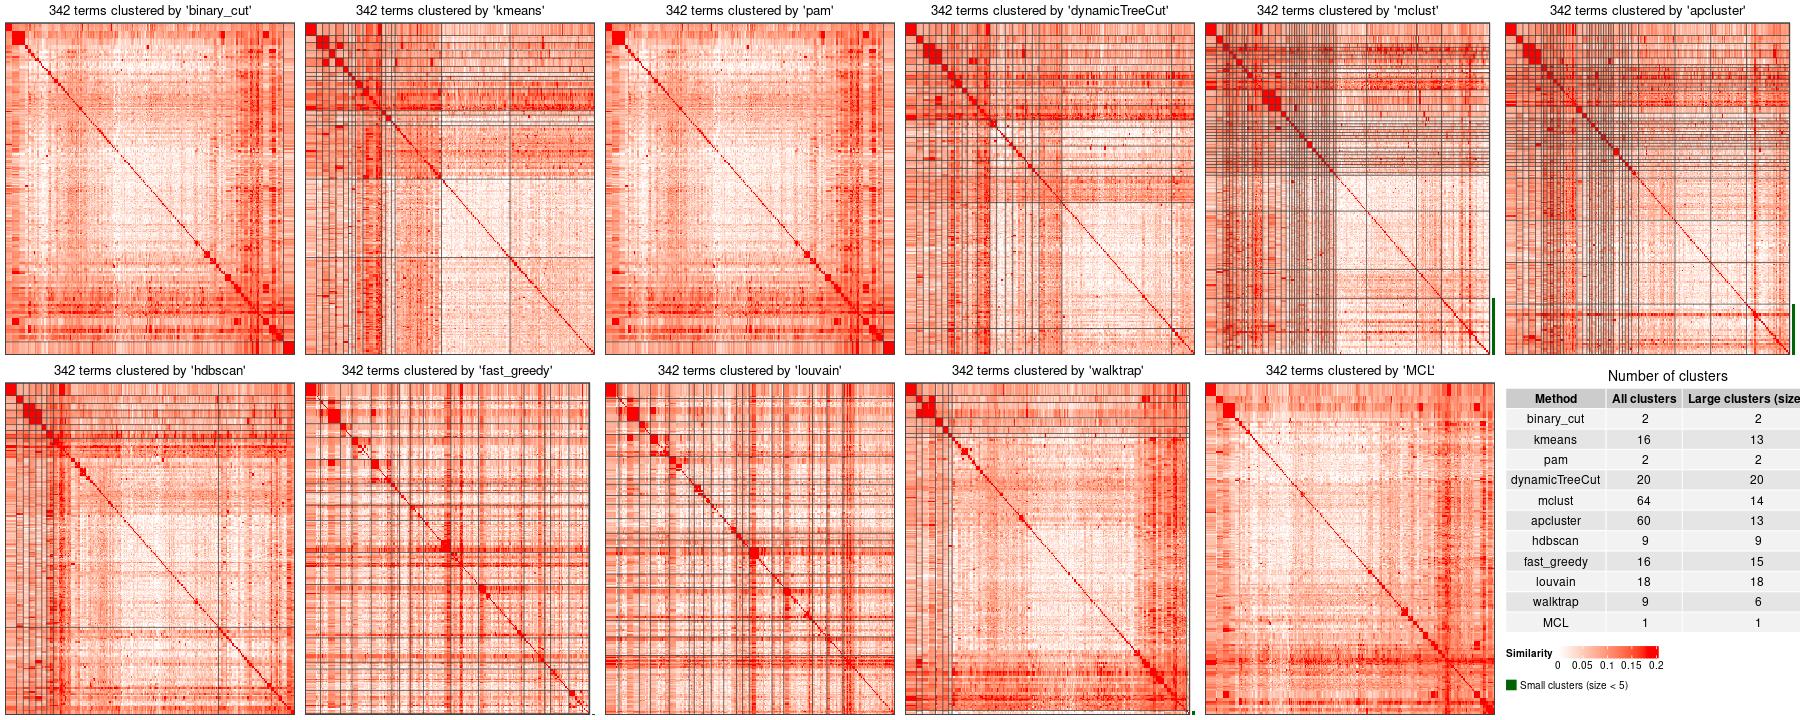 342 terms clustered by 'binary_cut'
342 terms clustered by 'kmeans'
342 terms clustered by 'pam'
342 terms clustered by 'dynamicTreeCut'
342 terms clustered by 'mclust'
342 terms clustered by 'apcluster'
342 terms clustered by 'hdbscan'
342 terms clustered by 'fast_greedy'
342 terms clustered by 'louvain'
342 terms clustered by 'walktrap'
342 terms clustered by 'MCL'
Number of clusters
Method All clusters Large clusters (size
binary_cut 2 2
kmeans 16 13
pam 2 2
dynamicTreeCut 20 20
mclust 64 14
apcluster 60 13
hdbscan 9 9
fast_greedy 16 15
louvain 18 18
walktrap 9 6
MCL 1 1
Similarity
0 0.05 0.1 0.15 0.2
Small clusters (size < 5)